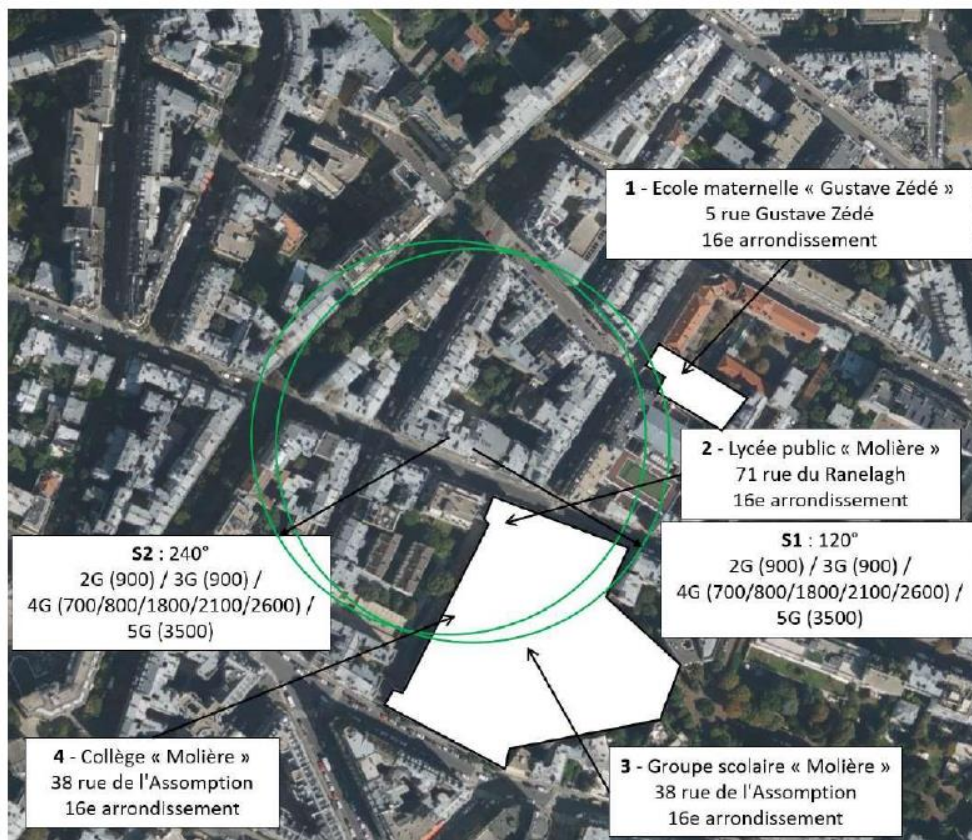 1 - Ecole maternelle « Gustave Zédé »
5 rue Gustave Zédé
16e arrondissement
2 - Lycée public « Molière »
71 rue du Ranelagh
16e arrondissement
S2 : 240°
2G (900) / 3G (900) /
4G (700/800/1800/2100/2600) /
5G (3500)
S1 : 120°
2G (900) / 3G (900) /
4G (700/800/1800/2100/2600) /
5G (3500)
4 - Collège « Molière »
38 rue de l'Assomption
16e arrondissement
3 - Groupe scolaire « Molière »
38 rue de l'Assomption
16e arrondissement